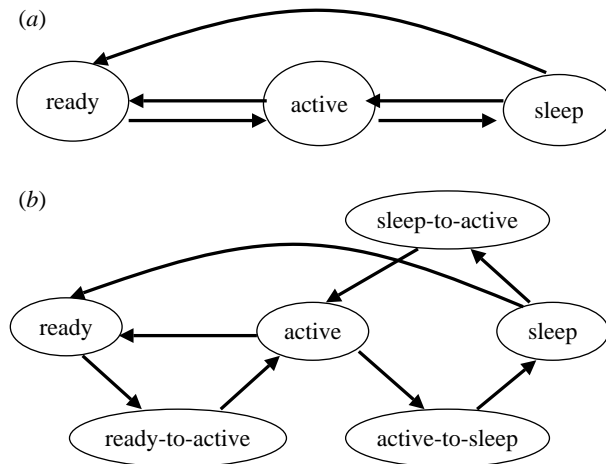 (a)
ready
active
sleep
(b)
sleep-to-active
ready
active
sleep
ready-to-active
active-to-sleep